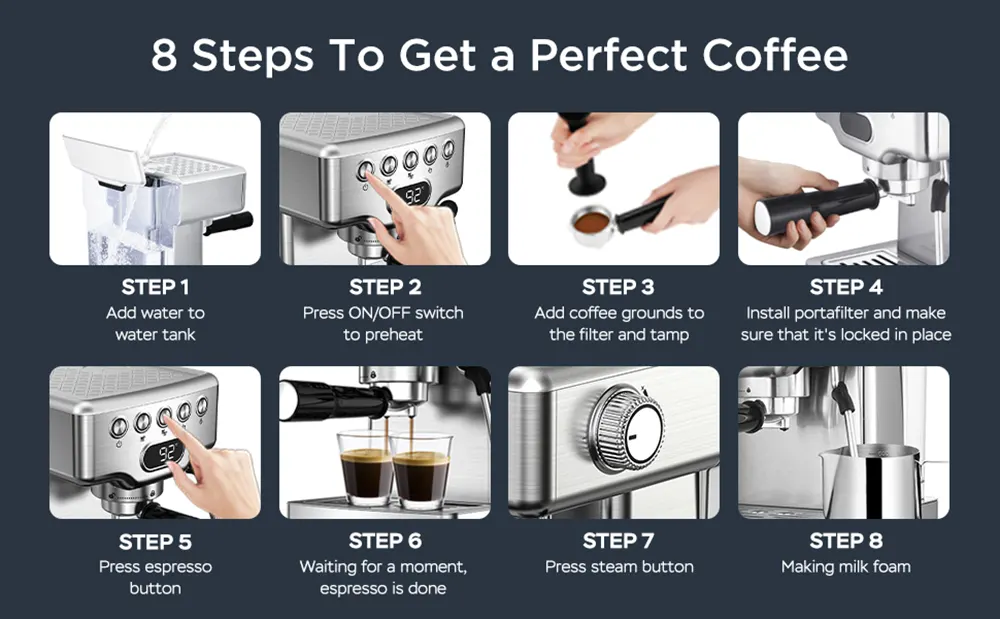 8 Steps To Get a Perfect Coffee
92°
STEP 1
Add water to
water tank
STEP 2
Press ON/OFF switch
to preheat
STEP 3
Add coffee grounds to
the filter and tamp
STEP 4
Install portafilter and make
sure that it's locked in place
92°
STEP 5
Press espresso
button
STEP 6
Waiting for a moment,
espresso is done
STEP 7
Press steam button
STEP 8
Making milk foam